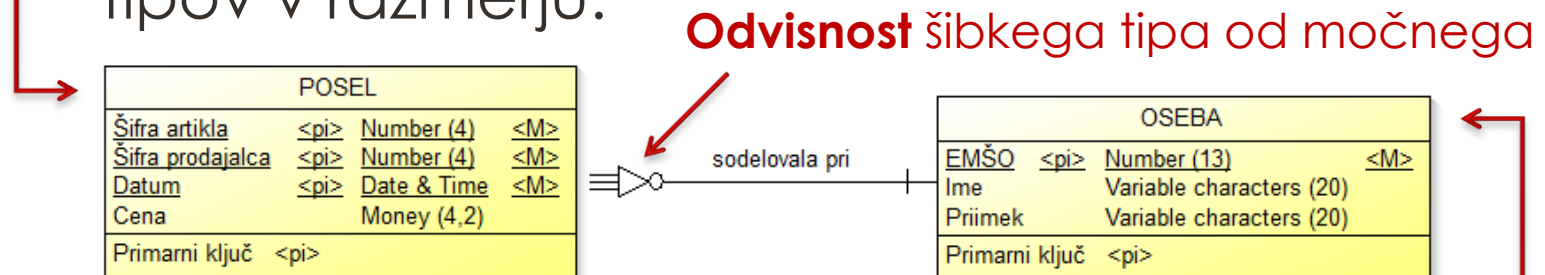 tipov v razmerju.
Odvisnost šibkega tipa od močnega
POSEL
Šifra artikla <pi> Number (4) <M>
Šifra prodajalca <pi> Number (4) <M>
Datum <pi> Date & Time <M>
Cena Money (4,2)
Primarni ključ <pi>
sodelovala pri
OSEBA
EMŠO <pi> Number (13) <M>
Ime Variable characters (20)
Priimek Variable characters (20)
Primarni ključ <pi>